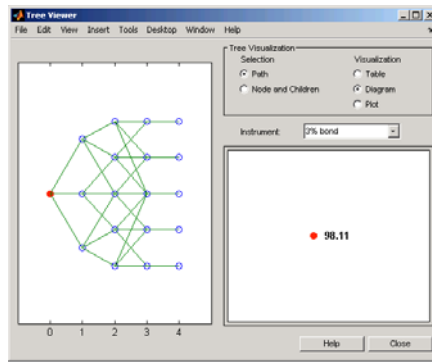 Tree Viewer
File Edit View Insert Tools Desktop Window Help
Tree Visualization
Selection Visualization
Path Table
Node and Children Diagram
Plot
Instrument: 3% bond
98.11
0 1 2 3 4
Help Close